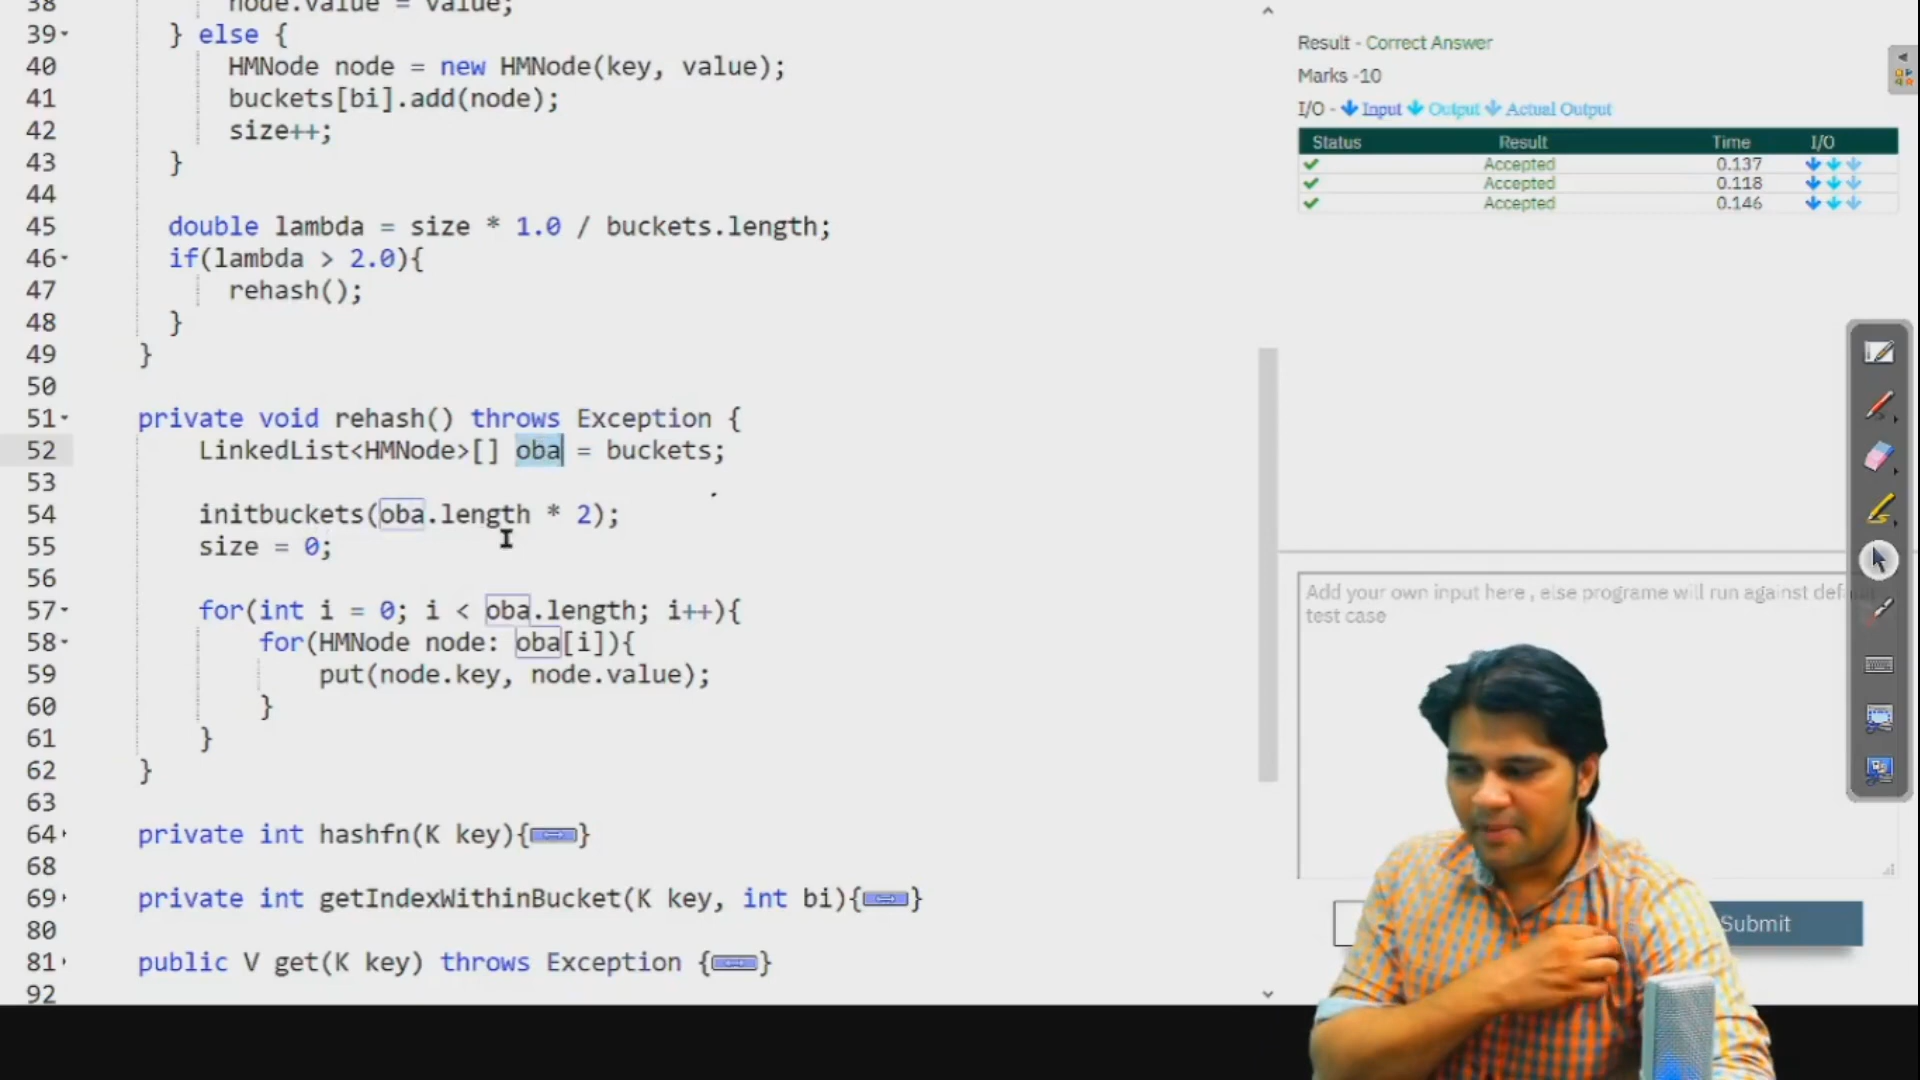 38 node.value = value;
39 } else {
40 HMNode node = new HMNode(key, value);
41 buckets[bi].add(node);
42 size++;
43 }
44
45 double lambda = size * 1.0 / buckets.length;
46 if(lambda > 2.0){
47 rehash();
48 }
49 }
50
51 private void rehash() throws Exception {
52 LinkedList<HMNode>[] oba = buckets;
53
54 initbuckets(oba.length * 2);
55 size = 0;
56
57 for(int i = 0; i < oba.length; i++){
58 for(HMNode node: oba[i]){
59 put(node.key, node.value);
60 }
61 }
62 }
63
64 private int hashfn(K key){}
68
69 private int getIndexWithinBucket(K key, int bi){}
80
81 public V get(K key) throws Exception {}
92
Result - Correct Answer
Marks -10
I/O - Input Output Actual Output
Status Result Time I/O
Accepted 0.137
Accepted 0.118
Accepted 0.146
Add your own input here , else programe will run against
test case
Submit